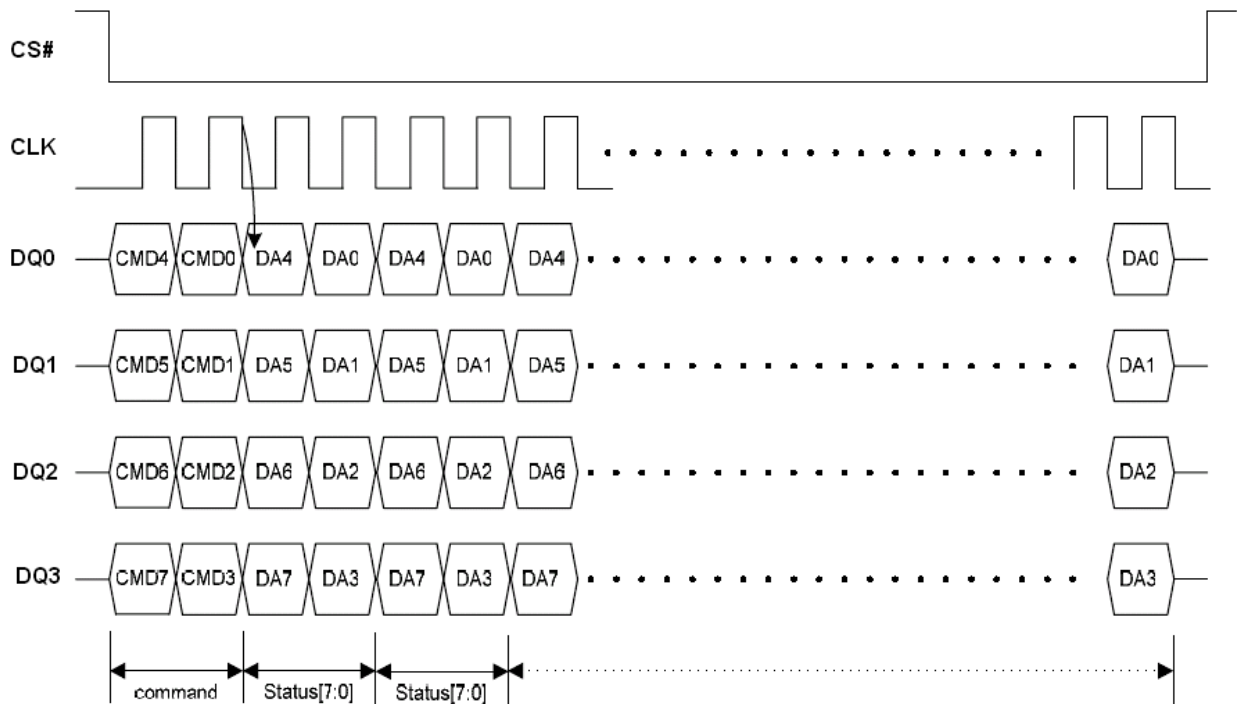 CS#
CLK
DQ0 CMD4 CMD0 DA4 DA0 DA4 DA0 DA4 DA0
DQ1 CMD5 CMD1 DA5 DA1 DA5 DA1 DA5 DA1
DQ2 CMD6 CMD2 DA6 DA2 DA6 DA2 DA6 DA2
DQ3 CMD7 CMD3 DA7 DA3 DA7 DA3 DA7 DA3
command Status[7:0] Status[7:0]